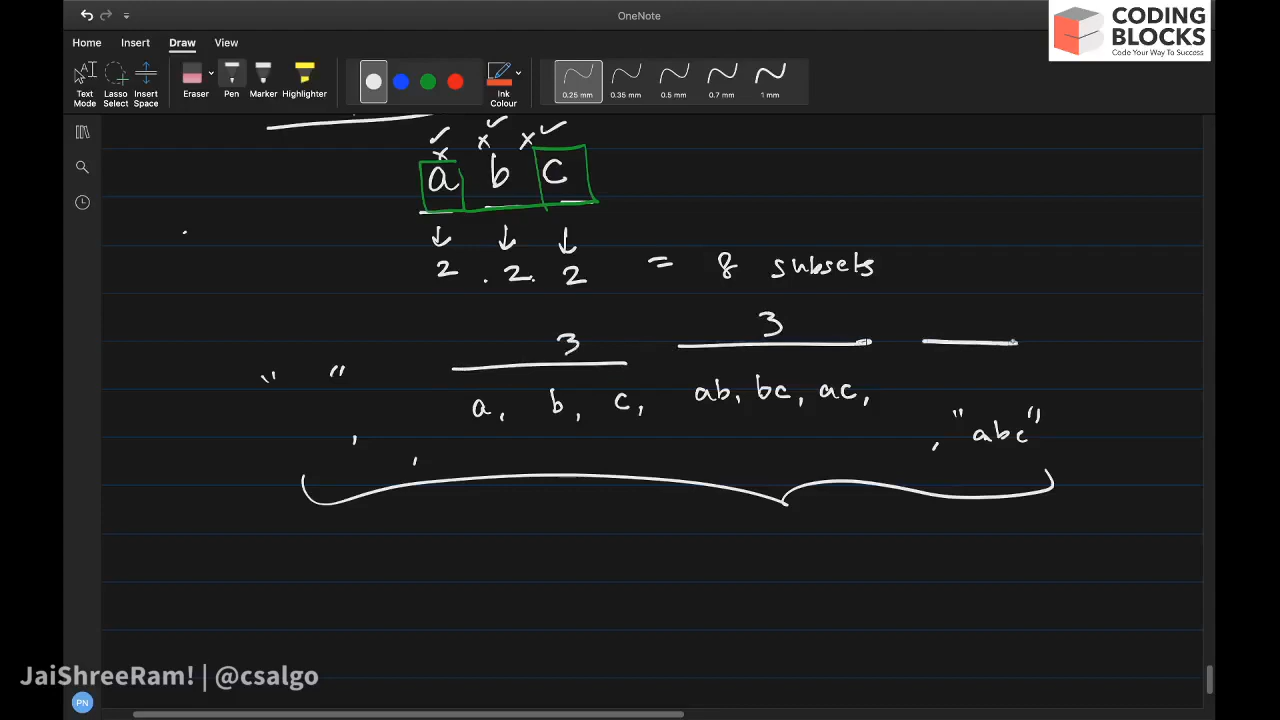 OneNote
CODING
BLOCKS
Code Your Way To Success
Home Insert Draw View
Text Mode
Lasso Select
Insert Space
Eraser
Pen
Marker
Highlighter
Ink Colour
0.25 mm
0.35 mm
0.5 mm
0.7 mm
1 mm
✓ ✓ ✓
x x x
a b c
↓ ↓ ↓
2 . 2 . 2 = 8 subsets
3 3
" " a, b, c, ab, bc, ac,
, , , "abc"
JaiShreeRam! | @csalgo
PN